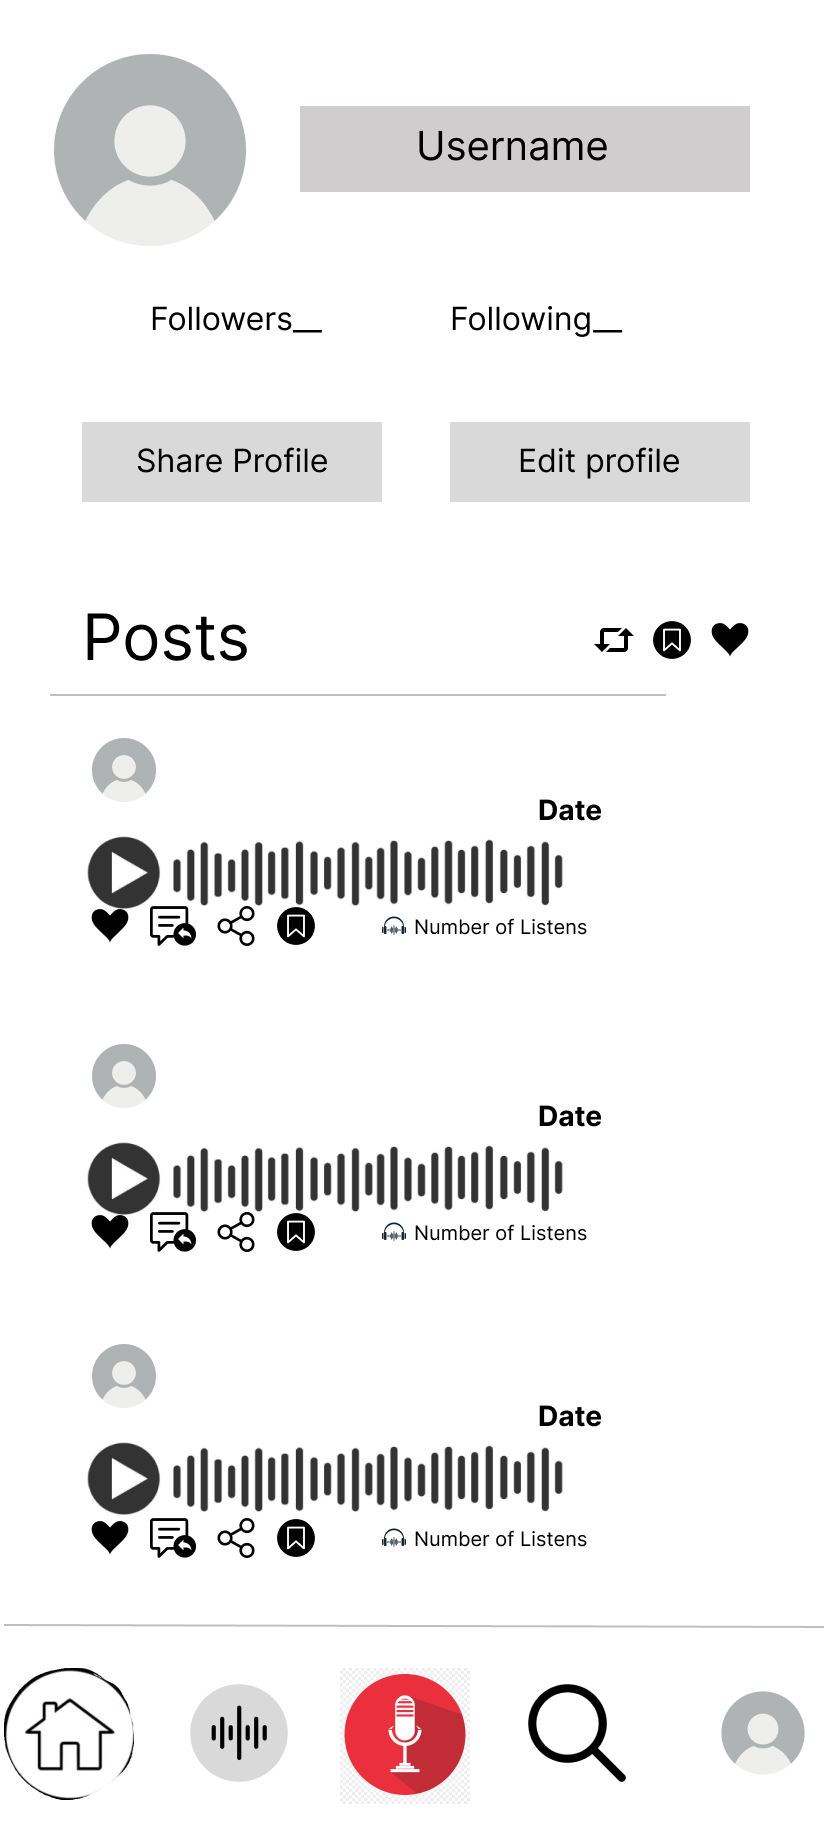 Username
Followers__ Following__
Share Profile Edit profile
Posts
Date
Number of Listens
Date
Number of Listens
Date
Number of Listens